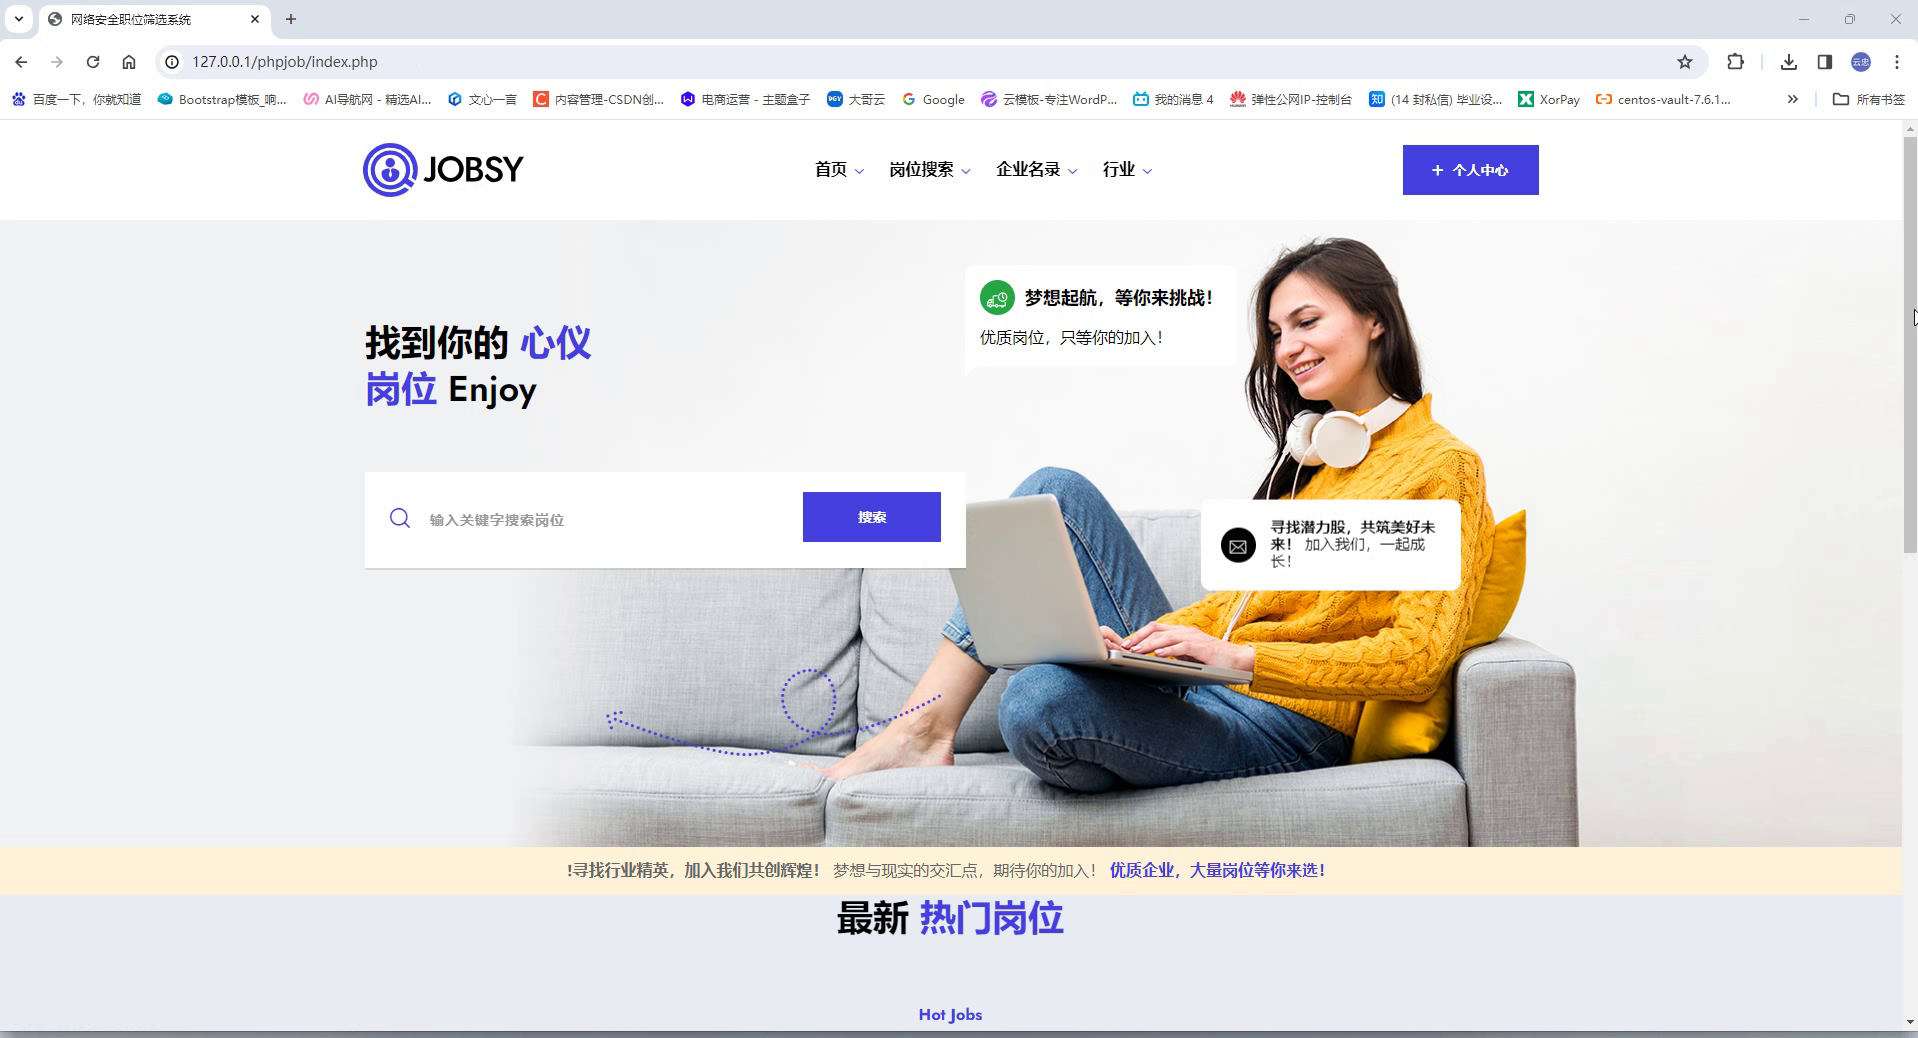 网络安全职位筛选系统
127.0.0.1/phpjob/index.php
百度一下，你就知道 Bootstrap模板_响... AI导航网 - 精选AI... 文心一言 内容管理-CSDN创... 电商运营 - 主题盒子 大哥云 Google 云模板-专注WordP... 我的消息 4 弹性公网IP-控制台 (14 封私信) 毕业设... XorPay centos-vault-7.6.1... 所有书签
JOBSY
首页 岗位搜索 企业名录 行业
+ 个人中心
梦想起航，等你来挑战！
优质岗位，只等你的加入！
找到你的 心仪
岗位 Enjoy
输入关键字搜索岗位
搜索
寻找潜力股，共筑美好未
来！ 加入我们，一起成
长！
!寻找行业精英，加入我们共创辉煌！ 梦想与现实的交汇点，期待你的加入！ 优质企业，大量岗位等你来选！
最新 热门岗位
Hot Jobs